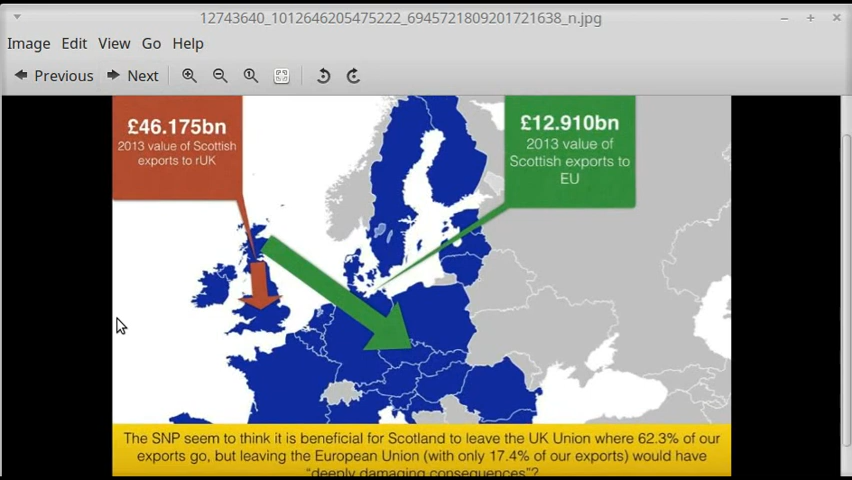 12743640_1012646205475222_6945721809201721638_n.jpg
Image Edit View Go Help
Previous Next
£46.175bn
2013 value of Scottish
exports to rUK
£12.910bn
2013 value of
Scottish exports to
EU
The SNP seem to think it is beneficial for Scotland to leave the UK Union where 62.3% of our
exports go, but leaving the European Union (with only 17.4% of our exports) would have
"deeply damaging consequences"?